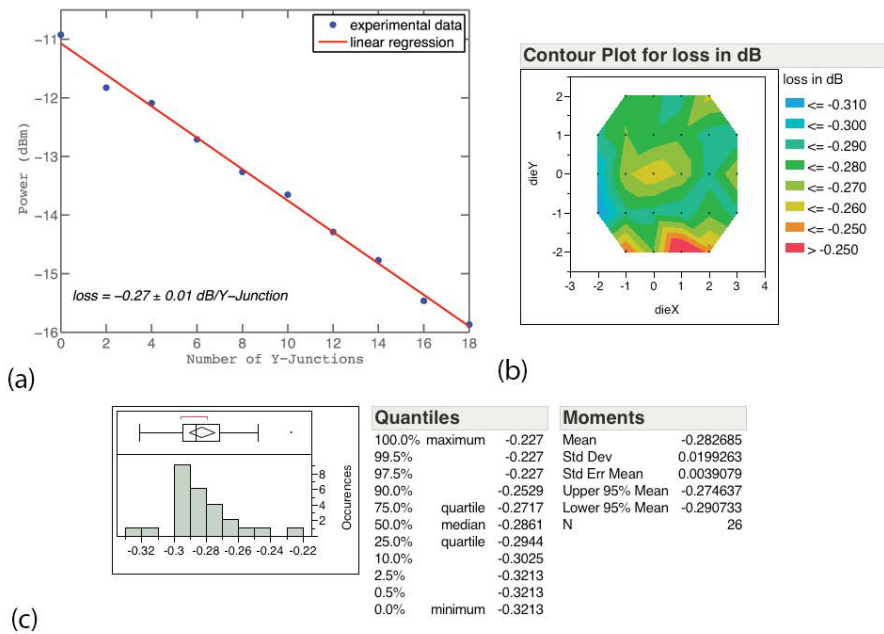 experimental data
linear regression
-11
-12
-13
-14
-15
-16
Power (dBm)
loss = −0.27 ± 0.01 dB/Y−Junction
0 2 4 6 8 10 12 14 16 18
Number of Y-Junctions
(a)
Contour Plot for loss in dB
loss in dB
<= -0.310
<= -0.300
<= -0.290
<= -0.280
<= -0.270
<= -0.260
<= -0.250
> -0.250
2
1
0
-1
-2
dieY
-3 -2 -1 0 1 2 3 4
dieX
(b)
8
6
4
2
Occurences
-0.32 -0.3 -0.28 -0.26 -0.24 -0.22
Quantiles
100.0% maximum -0.227
99.5% -0.227
97.5% -0.227
90.0% -0.2529
75.0% quartile -0.2717
50.0% median -0.2861
25.0% quartile -0.2944
10.0% -0.3025
2.5% -0.3213
0.5% -0.3213
0.0% minimum -0.3213
Moments
Mean -0.282685
Std Dev 0.0199263
Std Err Mean 0.0039079
Upper 95% Mean -0.274637
Lower 95% Mean -0.290733
N 26
(c)